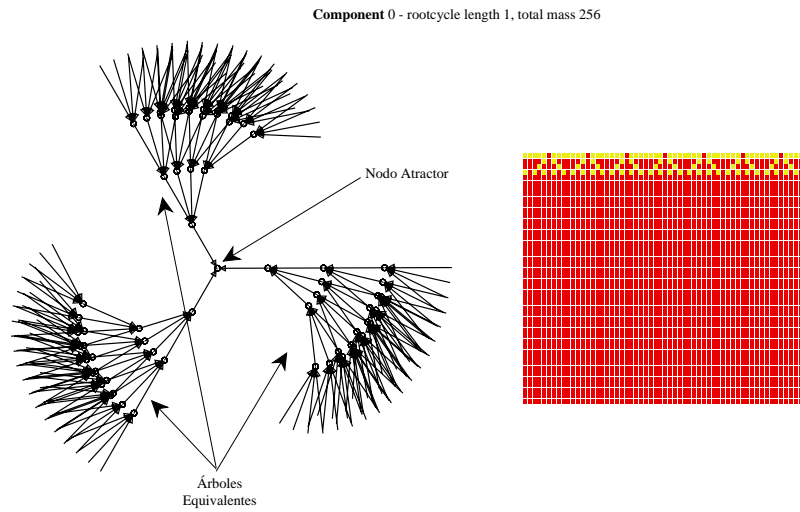 Component 0 - rootcycle length 1, total mass 256
Nodo Atractor
Árboles
Equivalentes